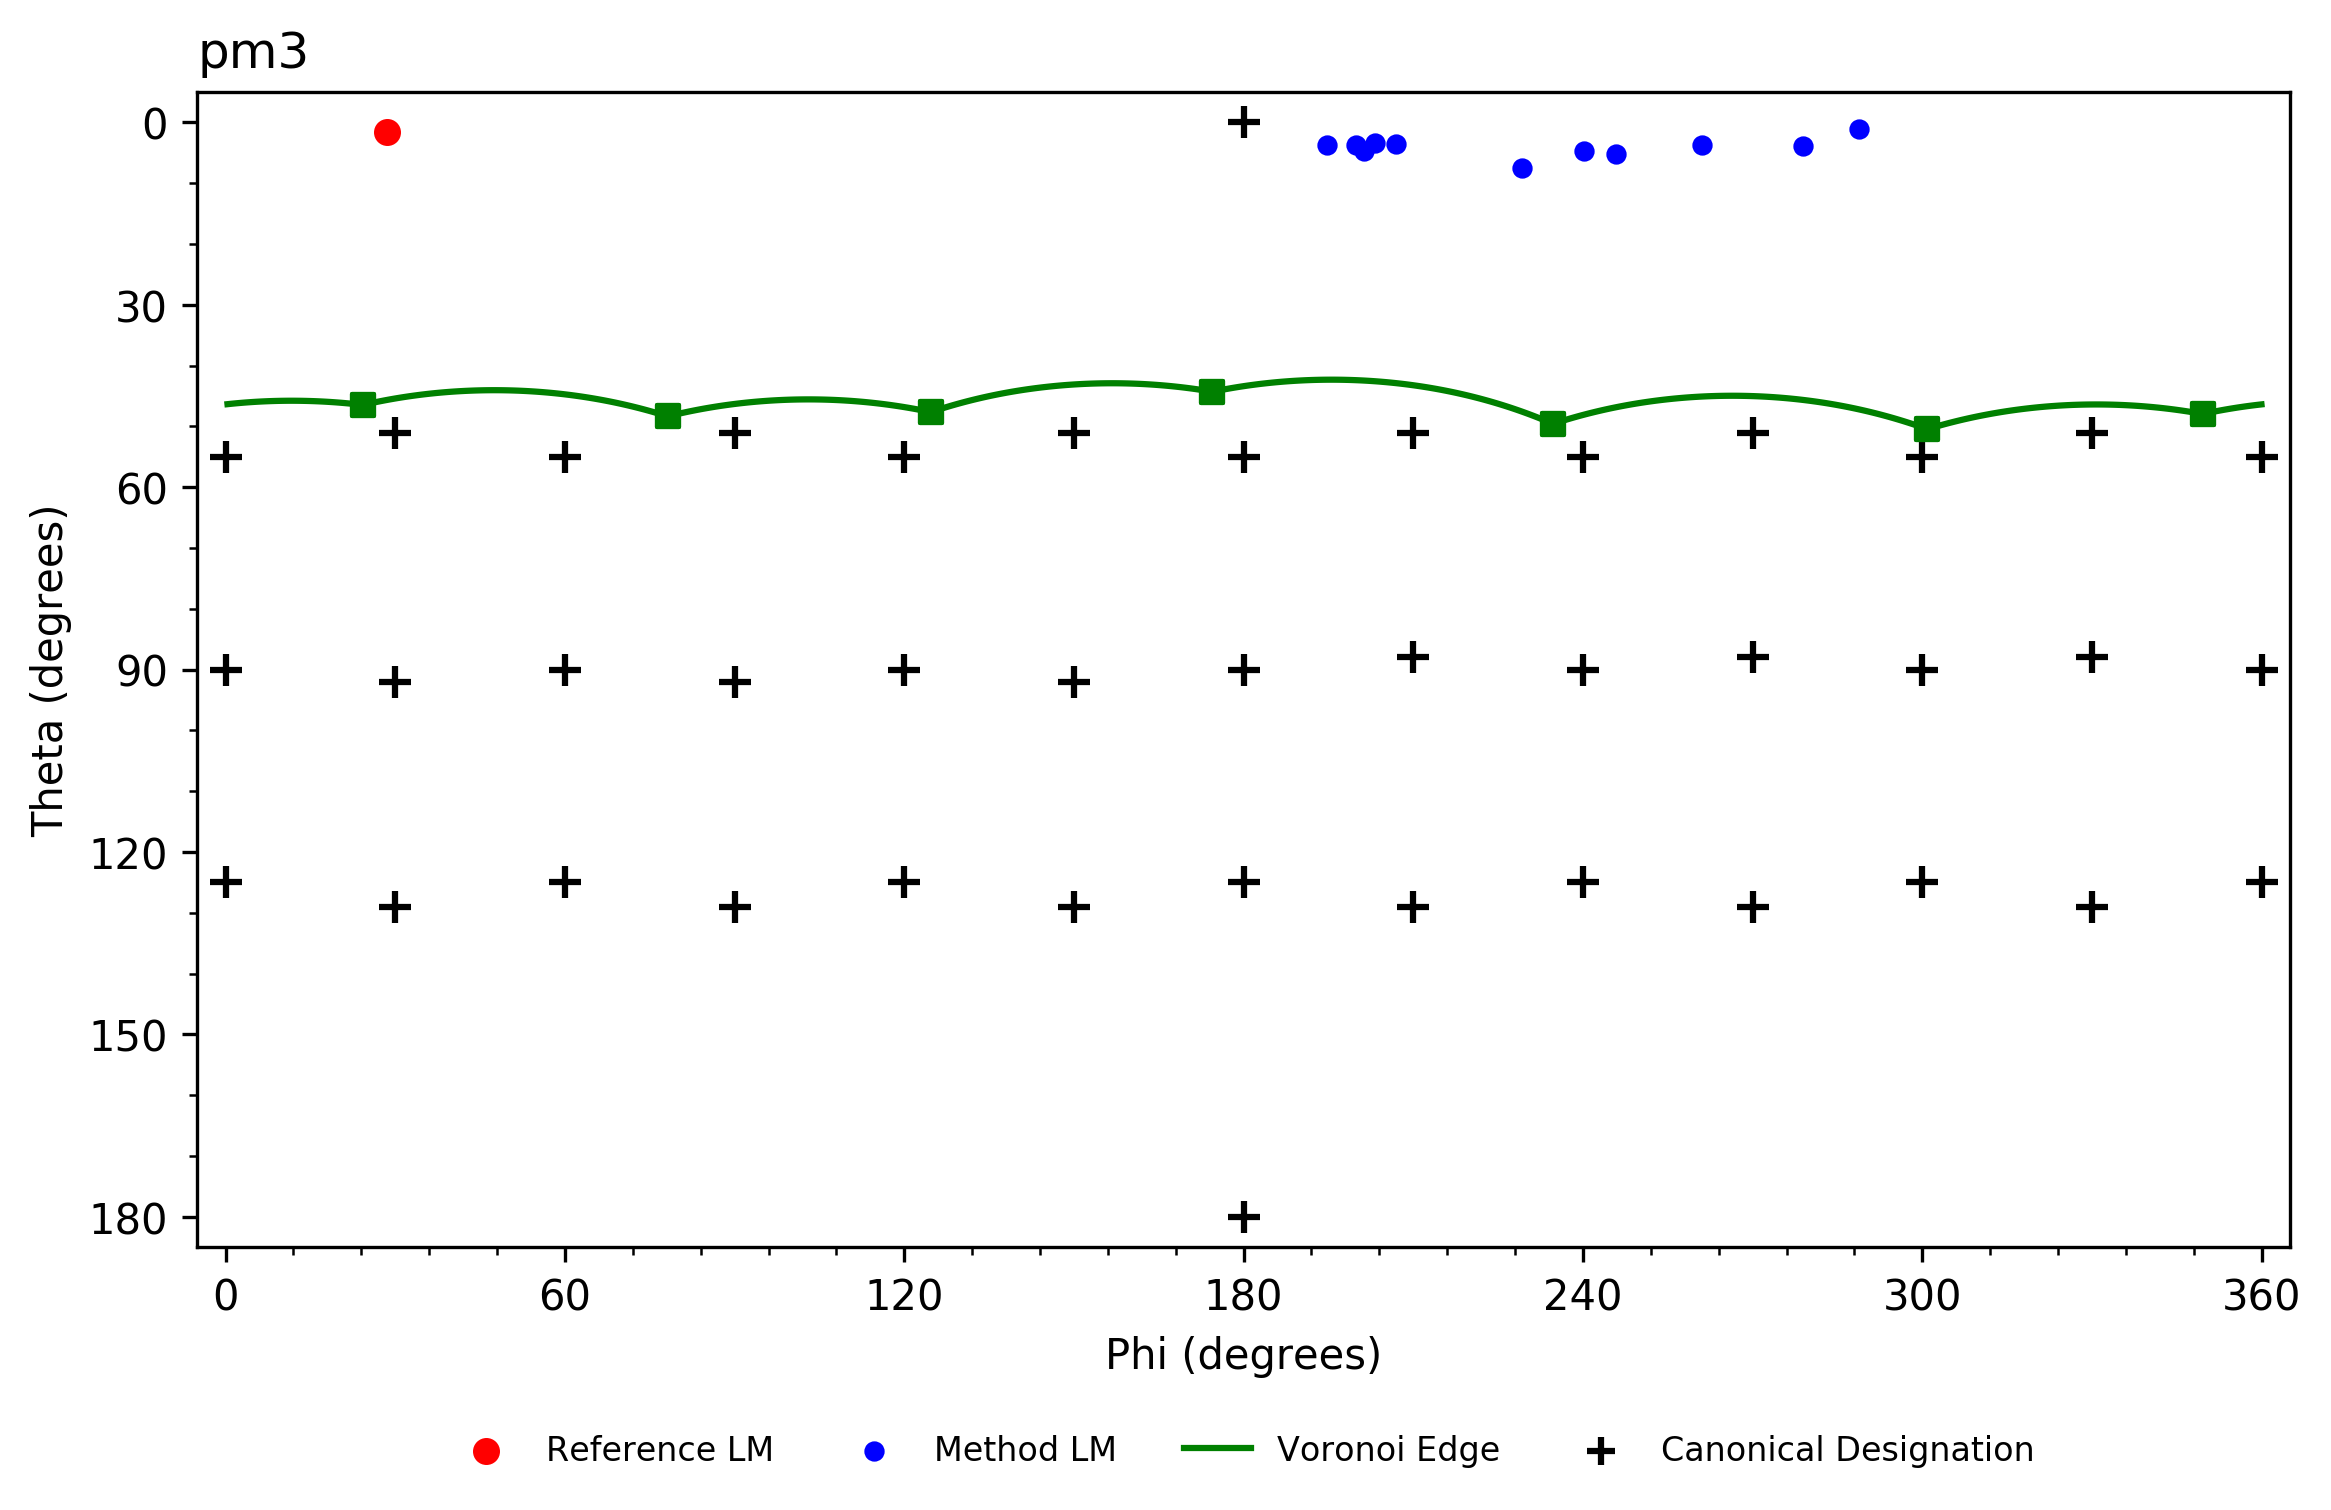 pm3
0
30
60
90
120
150
180
Theta (degrees)
0 60 120 180 240 300 360
Phi (degrees)
Reference LM Method LM Voronoi Edge Canonical Designation